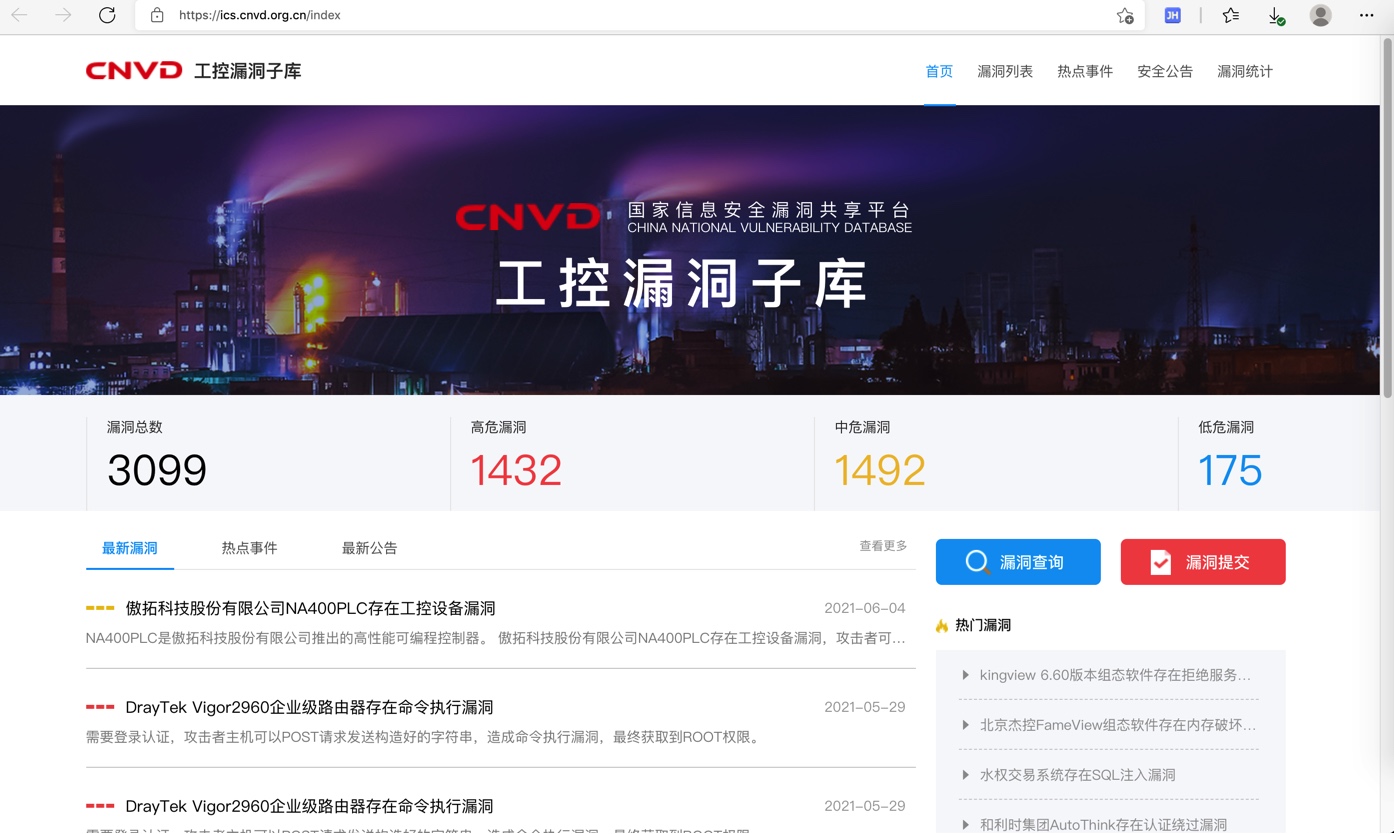 https://ics.cnvd.org.cn/index
JH
CNVD 工控漏洞子库
首页 漏洞列表 热点事件 安全公告 漏洞统计
CNVD 国家信息安全漏洞共享平台
CHINA NATIONAL VULNERABILITY DATABASE
工控漏洞子库
漏洞总数 高危漏洞 中危漏洞 低危漏洞
3099 1432 1492 175
最新漏洞 热点事件 最新公告 查看更多
傲拓科技股份有限公司NA400PLC存在工控设备漏洞 2021-06-04
NA400PLC是傲拓科技股份有限公司推出的高性能可编程控制器。 傲拓科技股份有限公司NA400PLC存在工控设备漏洞，攻击者可...
DrayTek Vigor2960企业级路由器存在命令执行漏洞 2021-05-29
需要登录认证，攻击者主机可以POST请求发送构造好的字符串，造成命令执行漏洞，最终获取到ROOT权限。
DrayTek Vigor2960企业级路由器存在命令执行漏洞 2021-05-29
漏洞查询 漏洞提交
热门漏洞
kingview 6.60版本组态软件存在拒绝服务...
北京杰控FameView组态软件存在内存破坏...
水权交易系统存在SQL注入漏洞
和利时集团AutoThink存在认证绕过漏洞